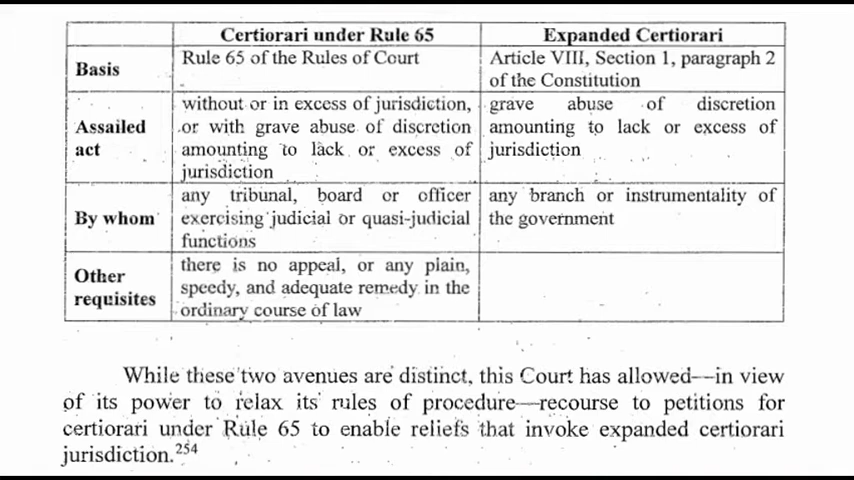 Certiorari under Rule 65 Expanded Certiorari
Basis
Rule 65 of the Rules of Court
Article VIII, Section 1, paragraph 2
of the Constitution
Assailed
act
without or in excess of jurisdiction,
or with grave abuse of discretion
amounting to lack or excess of
jurisdiction
grave abuse of discretion
amounting to lack or excess of
jurisdiction
By whom
any tribunal, board or officer
exercising judicial or quasi-judicial
functions
any branch or instrumentality of
the government
Other
requisites
there is no appeal, or any plain,
speedy, and adequate remedy in the
ordinary course of law
While these two avenues are distinct, this Court has allowed—in view
of its power to relax its rules of procedure—recourse to petitions for
certiorari under Rule 65 to enable reliefs that invoke expanded certiorari
jurisdiction.254